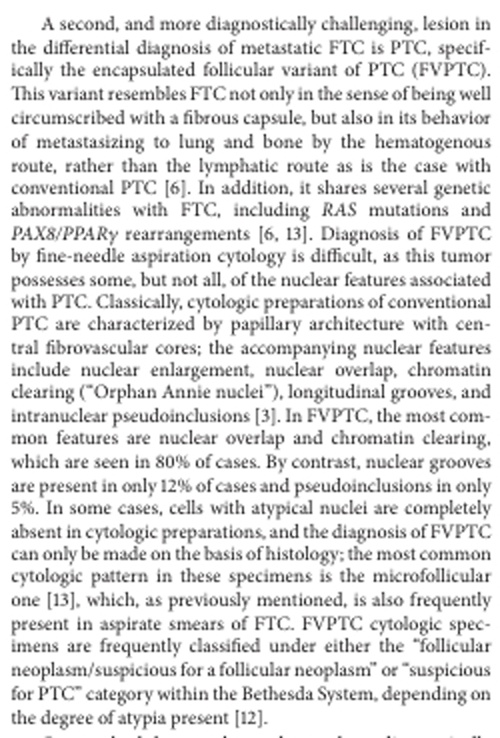 A second, and more diagnostically challenging, lesion in
the differential diagnosis of metastatic FTC is PTC, specif-
ically the encapsulated follicular variant of PTC (FVPTC).
This variant resembles FTC not only in the sense of being well
circumscribed with a fibrous capsule, but also in its behavior
of metastasizing to lung and bone by the hematogenous
route, rather than the lymphatic route as is the case with
conventional PTC [6]. In addition, it shares several genetic
abnormalities with FTC, including RAS mutations and
PAX8/PPARγ rearrangements [6, 13]. Diagnosis of FVPTC
by fine-needle aspiration cytology is difficult, as this tumor
possesses some, but not all, of the nuclear features associated
with PTC. Classically, cytologic preparations of conventional
PTC are characterized by papillary architecture with cen-
tral fibrovascular cores; the accompanying nuclear features
include nuclear enlargement, nuclear overlap, chromatin
clearing (“Orphan Annie nuclei”), longitudinal grooves, and
intranuclear pseudoinclusions [3]. In FVPTC, the most com-
mon features are nuclear overlap and chromatin clearing,
which are seen in 80% of cases. By contrast, nuclear grooves
are present in only 12% of cases and pseudoinclusions in only
5%. In some cases, cells with atypical nuclei are completely
absent in cytologic preparations, and the diagnosis of FVPTC
can only be made on the basis of histology; the most common
cytologic pattern in these specimens is the microfollicular
one [13], which, as previously mentioned, is also frequently
present in aspirate smears of FTC. FVPTC cytologic spec-
imens are frequently classified under either the “follicular
neoplasm/suspicious for a follicular neoplasm” or “suspicious
for PTC” category within the Bethesda System, depending on
the degree of atypia present [12].